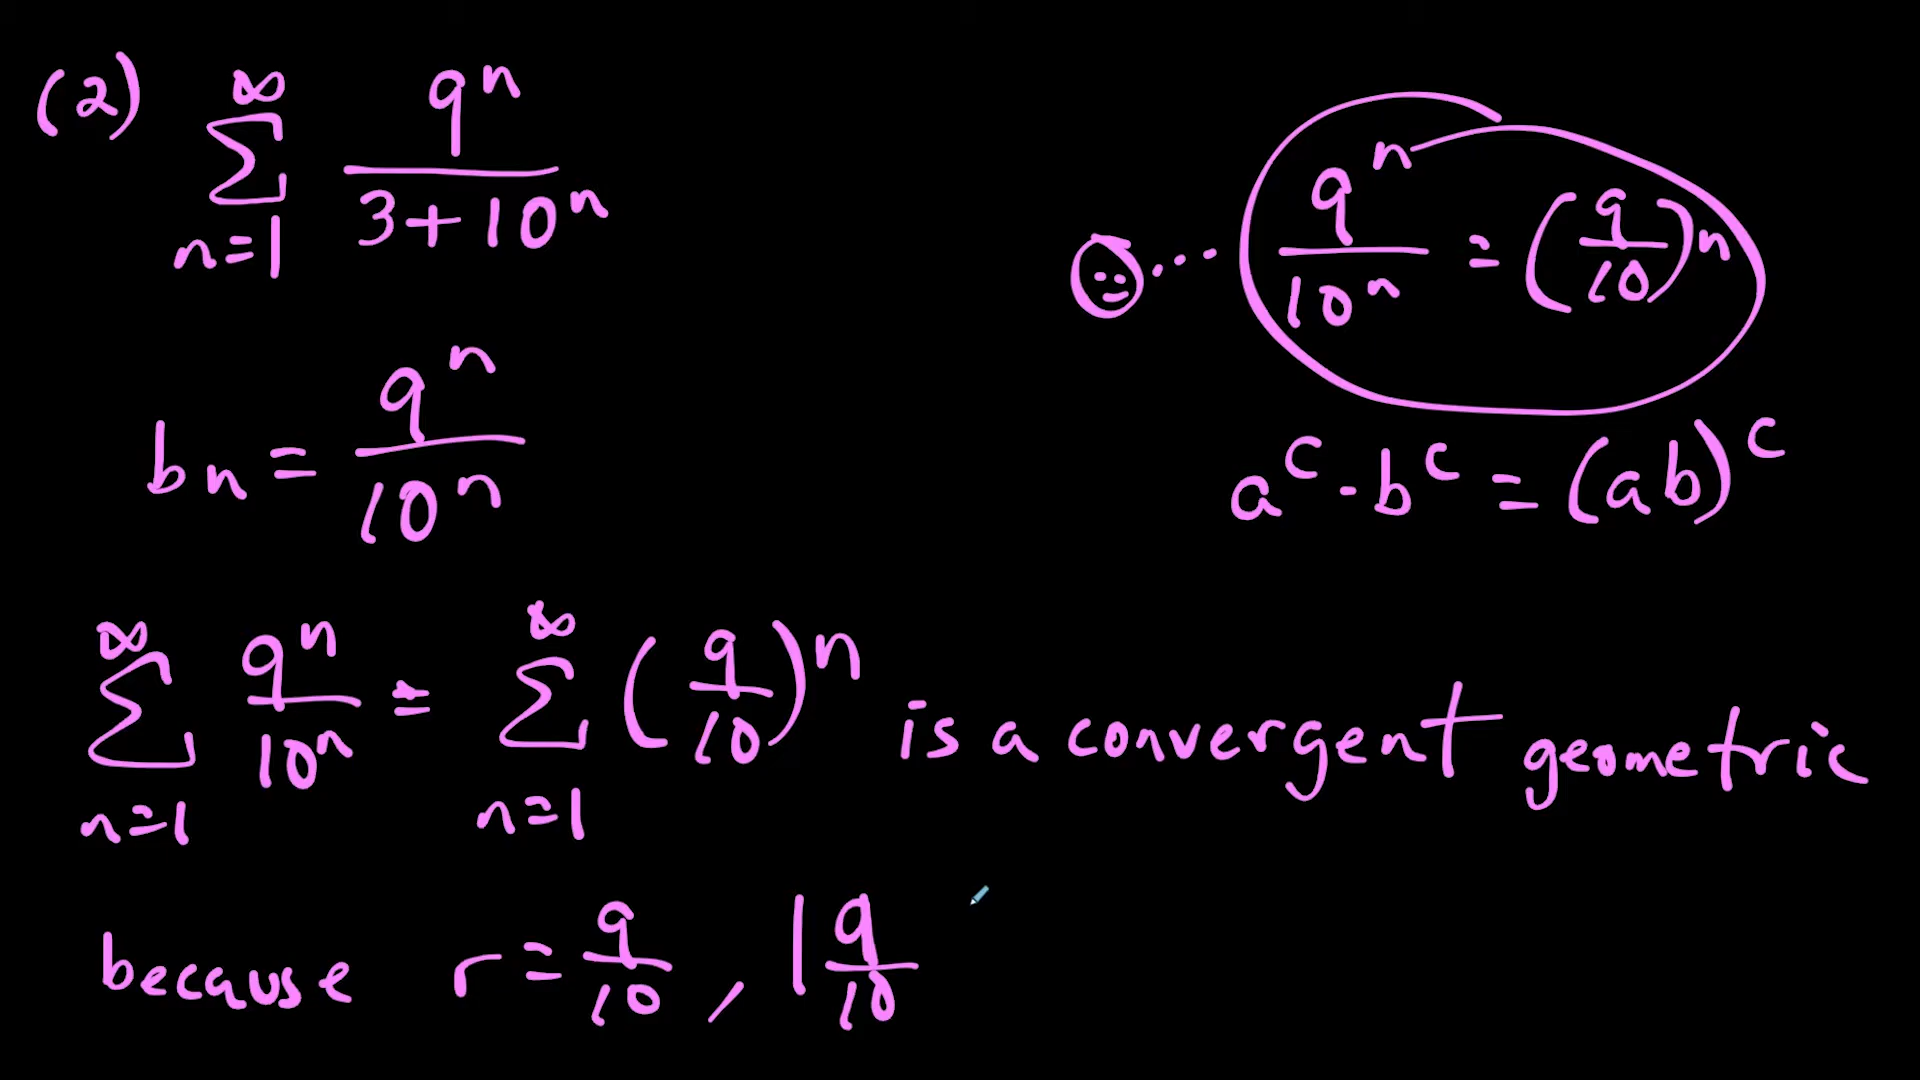 (2) ∑_{n=1}^{∞} 9^n / (3+10^n)
9^n / 10^n = (9/10)^n
b_n = 9^n / 10^n
a^c · b^c = (ab)^c
∑_{n=1}^{∞} 9^n / 10^n = ∑_{n=1}^{∞} (9/10)^n is a convergent geometric
because r = 9/10 , |9/10